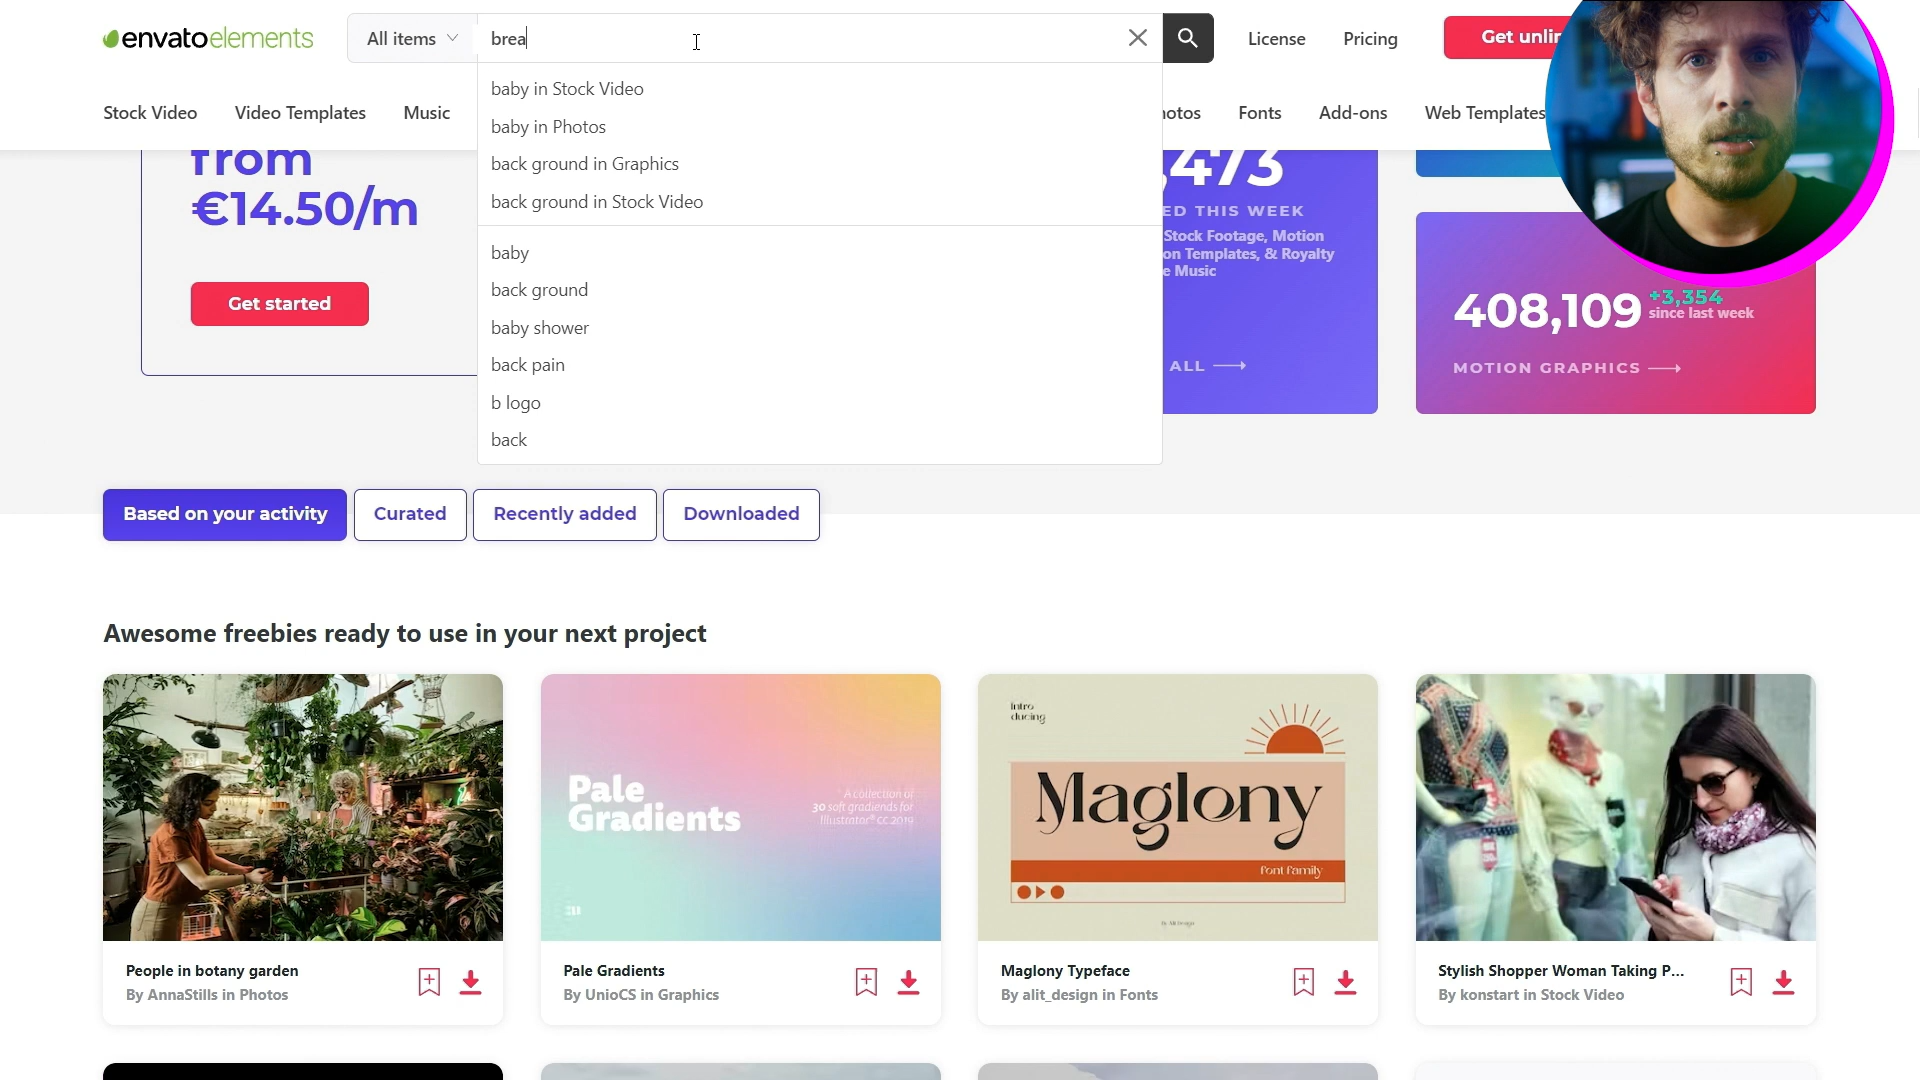 envatoelements
All items
brea
License
Pricing
Get unlim
Stock Video
Video Templates
Music
hotos
Fonts
Add-ons
Web Templates
baby in Stock Video
baby in Photos
back ground in Graphics
back ground in Stock Video
baby
back ground
baby shower
back pain
b logo
back
from
€14.50/m
Get started
,473
ED THIS WEEK
Stock Footage, Motion
on Templates, & Royalty
e Music
ALL
408,109
+3,354
since last week
MOTION GRAPHICS
Based on your activity
Curated
Recently added
Downloaded
Awesome freebies ready to use in your next project
Pale
Gradients
A collection of
30 soft gradiends for
Illustrator® CC 2019
intro
ducing
Maglony
font family
People in botany garden
By AnnaStills in Photos
Pale Gradients
By UnioCS in Graphics
Maglony Typeface
By alit_design in Fonts
Stylish Shopper Woman Taking P...
By konstart in Stock Video